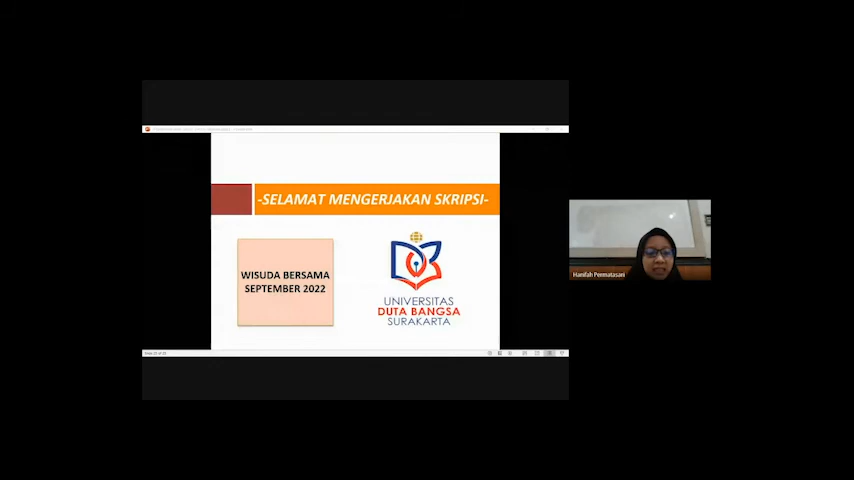 -SELAMAT MENGERJAKAN SKRIPSI-
WISUDA BERSAMA
SEPTEMBER 2022
UNIVERSITAS
DUTA BANGSA
SURAKARTA
Hanifah Permatasari